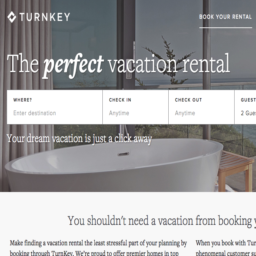 TURNKEY
BOOK YOUR RENTAL
The perfect vacation rental
WHERE? CHECK IN CHECK OUT GUEST
Enter destination Anytime Anytime 2 Gues
Your dream vacation is just a click away
You shouldn't need a vacation from booking y
Make finding a vacation rental the least stressful part of your planning by When you book with Turn
booking through TurnKey. We're proud to offer premier homes in top phenomenal customer su